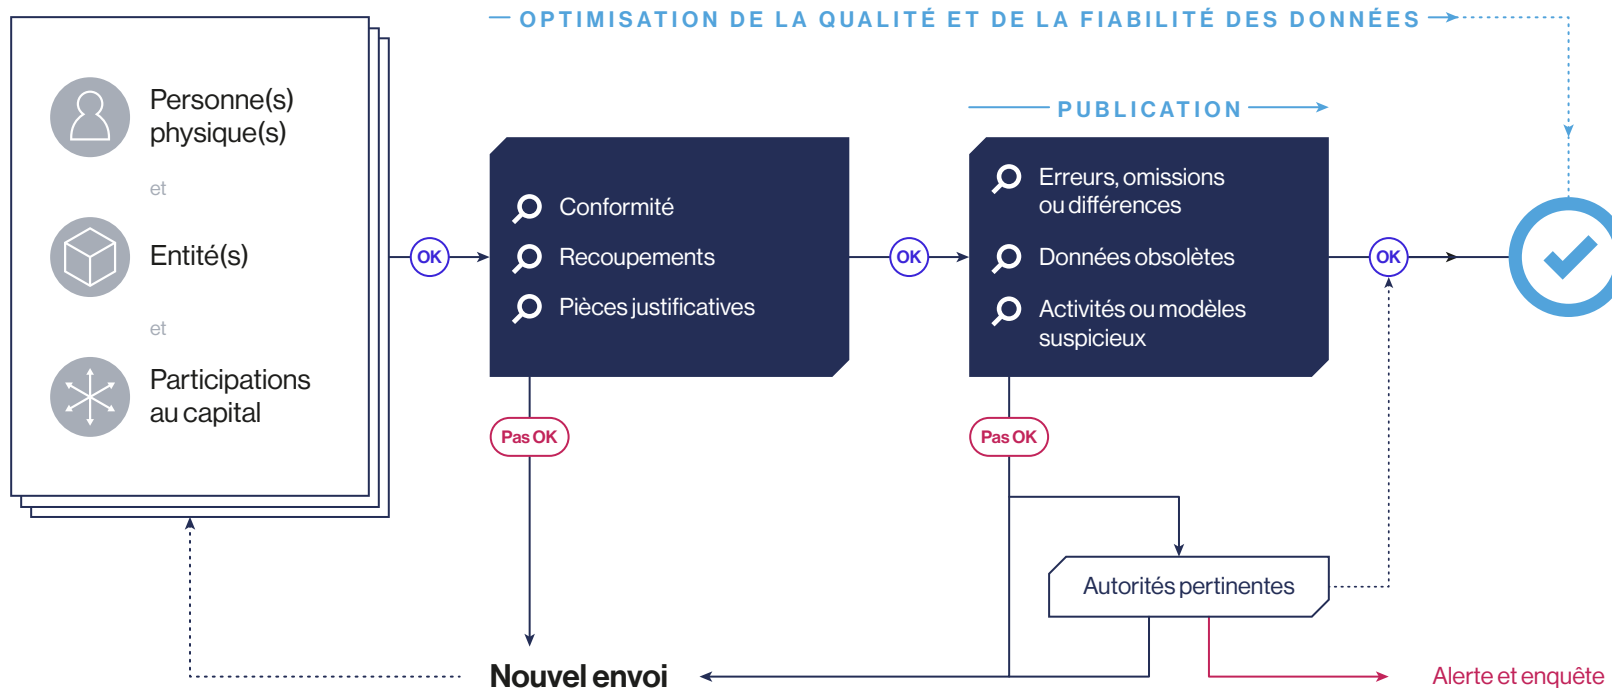 OPTIMISATION DE LA QUALITÉ ET DE LA FIABILITÉ DES DONNÉES
Personne(s)
physique(s)
et
Entité(s)
et
Participations
au capital
OK
Conformité
Recoupements
Pièces justificatives
OK
PUBLICATION
Erreurs, omissions
ou différences
Données obsolètes
Activités ou modèles
suspicieux
OK
Pas OK
Pas OK
Autorités pertinentes
Nouvel envoi
Alerte et enquête